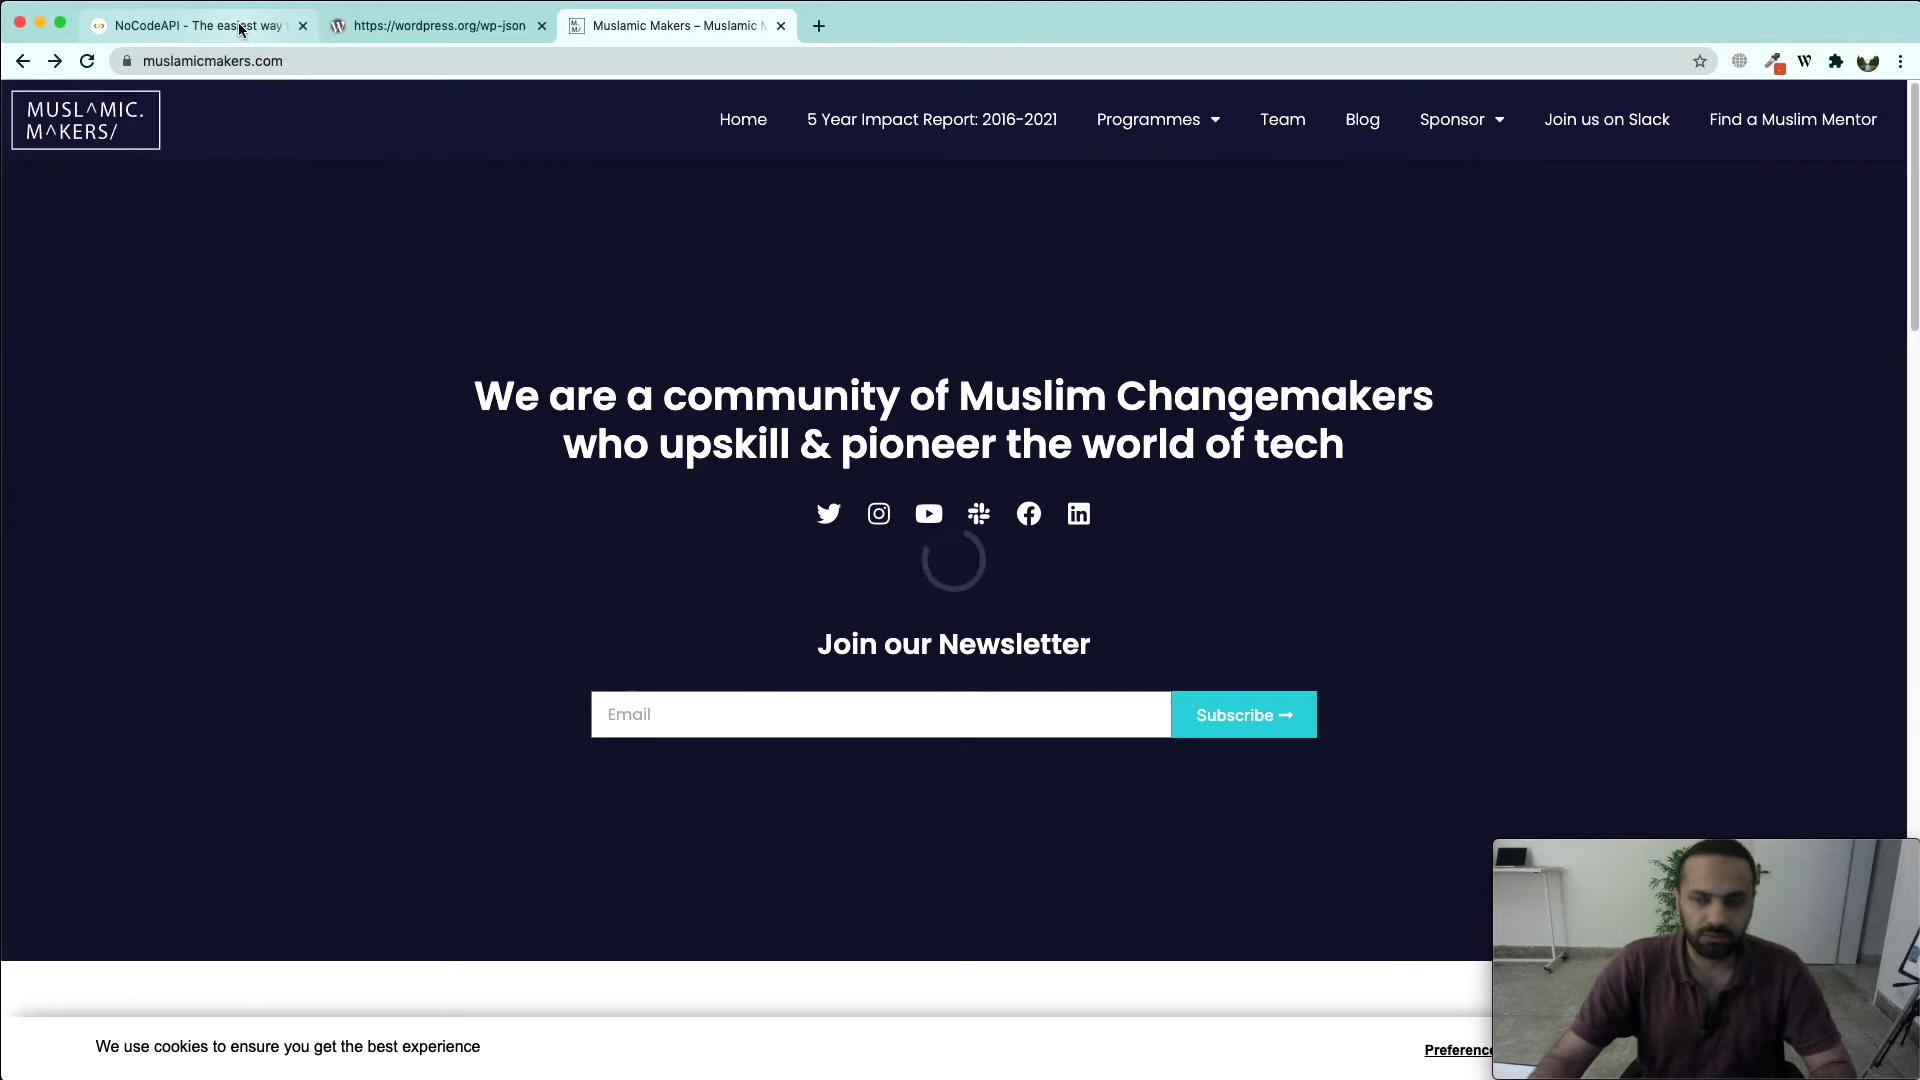 NoCodeAPI - The easiest way
https://wordpress.org/wp-json
Muslamic Makers – Muslamic
muslamicmakers.com
W
MUSL^MIC.
M^KERS/
Home
5 Year Impact Report: 2016-2021
Programmes
Team
Blog
Sponsor
Join us on Slack
Find a Muslim Mentor
We are a community of Muslim Changemakers
who upskill & pioneer the world of tech
Join our Newsletter
Email
Subscribe →
We use cookies to ensure you get the best experience